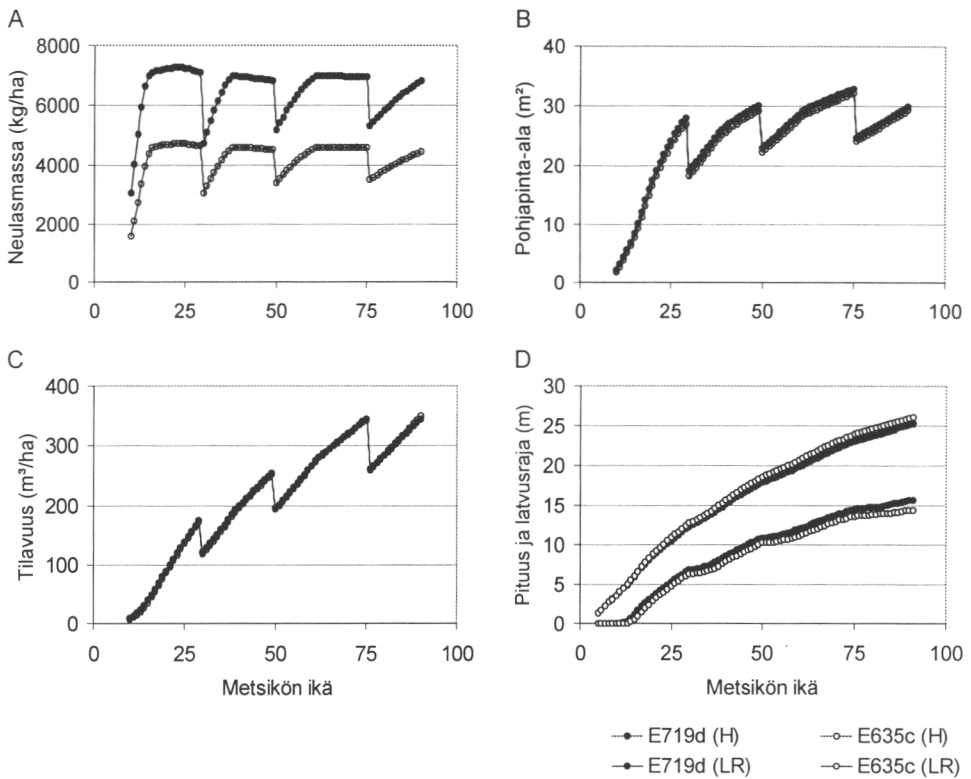 A
Neulasmassa (kg/ha)
8000
6000
4000
2000
0
0 25 50 75 100
B
Pohjapinta-ala (m²)
40
30
20
10
0
0 25 50 75 100
C
Tilavuus (m³/ha)
400
300
200
100
0
0 25 50 75 100
Metsikön ikä
D
Pituus ja latvusraja (m)
30
25
20
15
10
5
0
0 25 50 75 100
Metsikön ikä
E719d (H) E635c (H)
E719d (LR) E635c (LR)